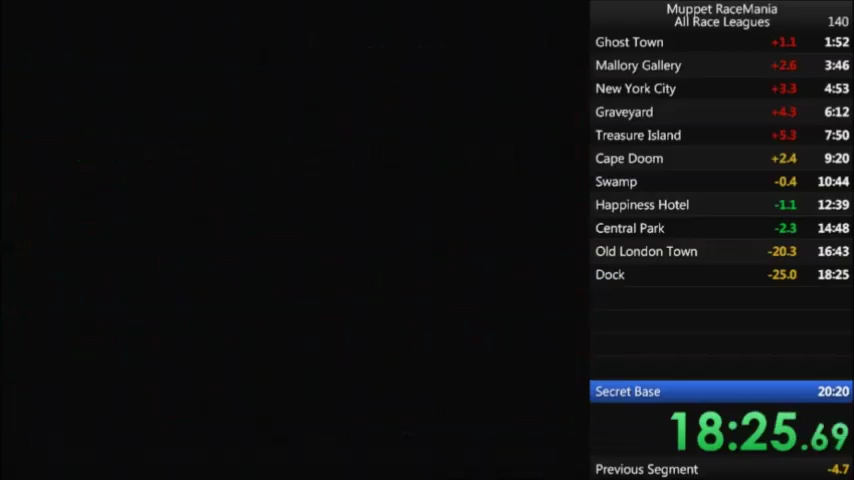 Muppet RaceMania
All Race Leagues 140
Ghost Town +1.1 1:52
Mallory Gallery +2.6 3:46
New York City +3.3 4:53
Graveyard +4.3 6:12
Treasure Island +5.3 7:50
Cape Doom +2.4 9:20
Swamp -0.4 10:44
Happiness Hotel -1.1 12:39
Central Park -2.3 14:48
Old London Town -20.3 16:43
Dock -25.0 18:25
Secret Base 20:20
18:25.69
Previous Segment -4.7